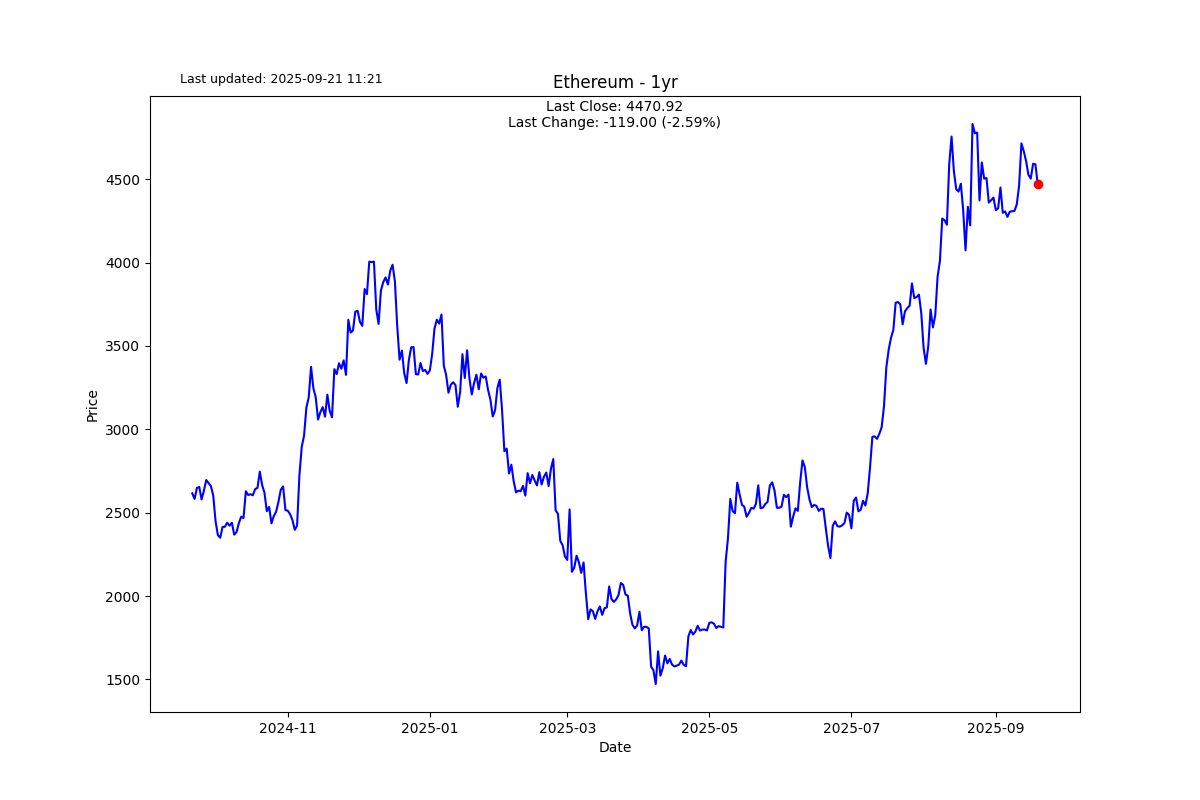 Last updated: 2025-09-21 11:21
Ethereum - 1yr
Last Close: 4470.92
Last Change: -119.00 (-2.59%)
4500
4000
3500
3000
2500
2000
1500
Price
2024-11
2025-01
2025-03
2025-05
2025-07
2025-09
Date